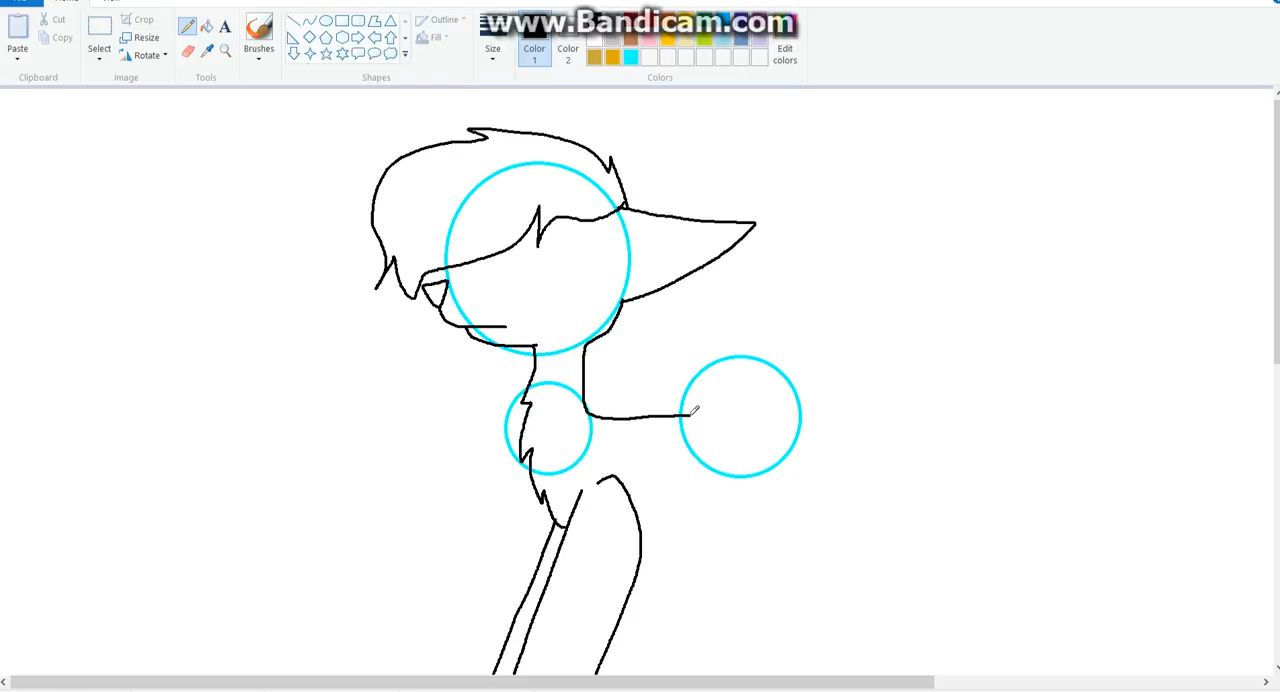 www.Bandicam.com
Cut
Copy
Paste
Clipboard
Crop
Resize
Rotate
Select
Image
A
Tools
Brushes
Outline
Fill
Shapes
Size
Color
1
Color
2
Edit
colors
Colors